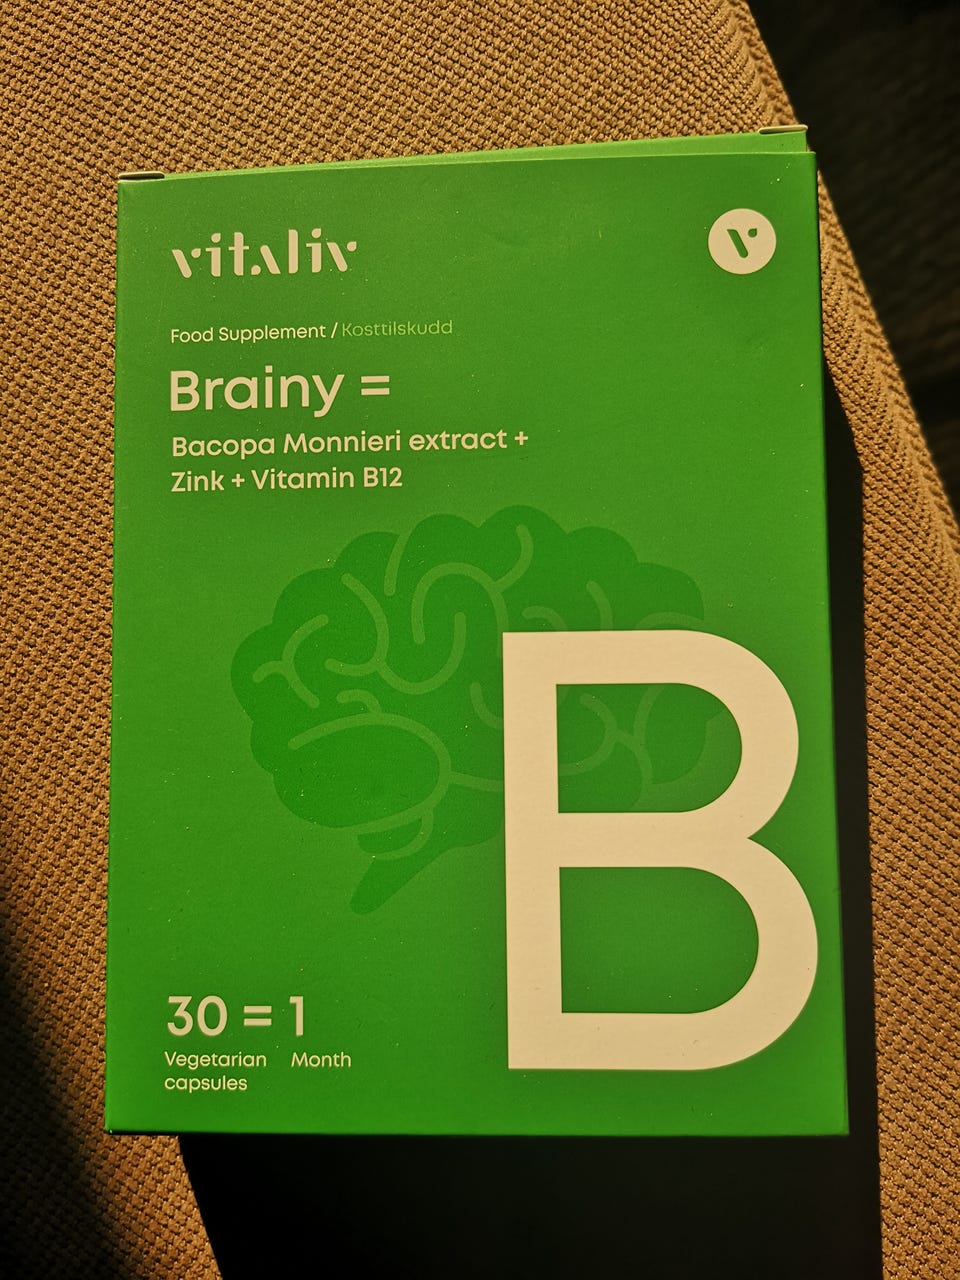 vitaliv
v
Food Supplement / Kosttilskudd
Brainy =
Bacopa Monnieri extract +
Zink + Vitamin B12
B
30 = 1
Vegetarian Month
capsules